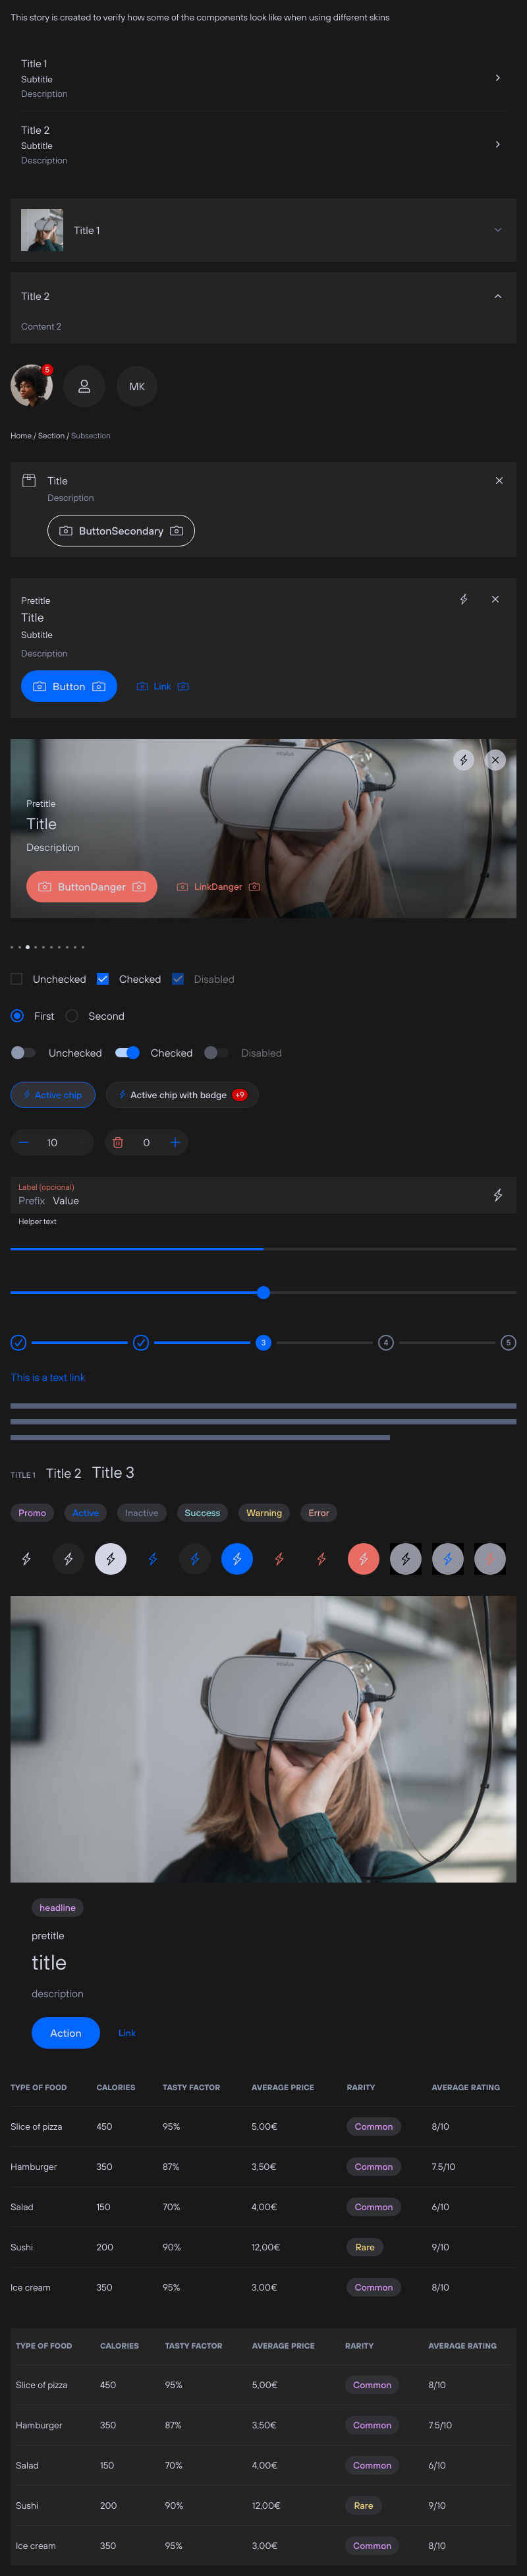 This story is created to verify how some of the components look like when using different skins
Title 1
Subtitle
Description
Title 2
Subtitle
Description
Title 1
Title 2
Content 2
5
MK
Home / Section / Subsection
Title
Description
ButtonSecondary
Pretitle
Title
Subtitle
Description
Button Link
oculus
Pretitle
Title
Description
ButtonDanger LinkDanger
Unchecked Checked Disabled
First Second
Unchecked Checked Disabled
Active chip Active chip with badge +9
10 0
Label (opcional)
Prefix Value
Helper text
3 4 5
This is a text link
TITLE 1 Title 2 Title 3
Promo Active Inactive Success Warning Error
oculus
headline
pretitle
title
description
Action Link
TYPE OF FOOD CALORIES TASTY FACTOR AVERAGE PRICE RARITY AVERAGE RATING
Slice of pizza 450 95% 5,00€ Common 8/10
Hamburger 350 87% 3,50€ Common 7.5/10
Salad 150 70% 4,00€ Common 6/10
Sushi 200 90% 12,00€ Rare 9/10
Ice cream 350 95% 3,00€ Common 8/10
TYPE OF FOOD CALORIES TASTY FACTOR AVERAGE PRICE RARITY AVERAGE RATING
Slice of pizza 450 95% 5,00€ Common 8/10
Hamburger 350 87% 3,50€ Common 7.5/10
Salad 150 70% 4,00€ Common 6/10
Sushi 200 90% 12,00€ Rare 9/10
Ice cream 350 95% 3,00€ Common 8/10